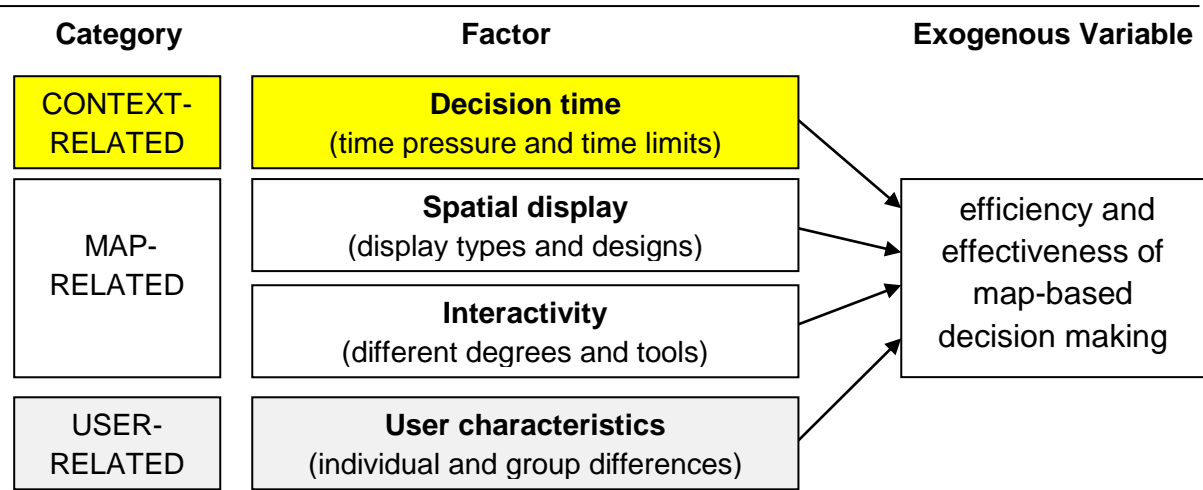 Category Factor Exogenous Variable
CONTEXT-
RELATED
Decision time
(time pressure and time limits)
MAP-
RELATED
Spatial display
(display types and designs)
Interactivity
(different degrees and tools)
USER-
RELATED
User characteristics
(individual and group differences)
efficiency and
effectiveness of
map-based
decision making